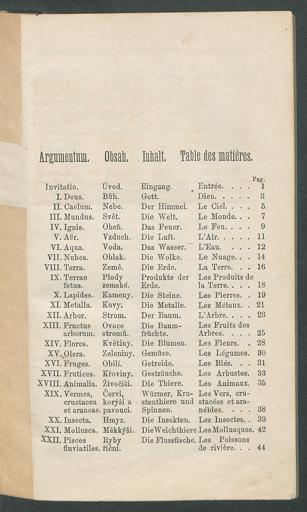 Argumentum. Obsah. Inhalt. Table des matières.
Pag.
Invitatio. Úvod. Eingang. Entrée. . . . . 1
I. Deus. Bůh. Gott. Dieu. . . . . 3
II. Caelum. Nebe. Der Himmel. Le Ciel. . . . 5
III. Mundus. Svět. Die Welt. Le Monde. . . 7
IV. Ignis. Oheň. Das Feuer. Le Feu. . . . 9
V. Aër. Vzduch. Die Luft. L'Air. . . . . 11
VI. Aqua. Voda. Das Wasser. L'Eau. . . . . 12
VII. Nubes. Oblak. Die Wolke. Le Nuage. . . . 14
VIII. Terra. Země. Die Erde. La Terre. . . . 16
IX. Terrae Plody Produkte der Les Produits de
fetus. zemské. Erde. la Terre. . . . 18
X. Lapides. Kameny. Die Steine. Les Pierres. . 19
XI. Metalla. Kovy. Die Metalle. Les Métaux. . 21
XII. Arbor. Strom. Der Baum. L'Arbre. . . . 23
XIII. Fructus Ovoce Die Baum- Les Fruits des
arborum. stromů. früchte. Arbres. . . . 25
XIV. Flores. Květiny. Die Blumen. Les Fleurs. . 28
XV. Olera. Zeleniny. Gemüse. Les Légumes. 30
XVI. Fruges. Obilí. Getreide. Les Blés. . . . 31
XVII. Frutices. Křoviny. Gesträuche. Les Arbustes. 33
XVIII. Animalia. Živočiši. Die Thiere. Les Animaux. 35
XIX. Vermes, Červi, Würmer, Kru- Les Vers, cru-
crustacea korýši a stenthiere und stacées et ara-
et araneae. pavouci. Spinnen. néïdes. . . . 38
XX. Insecta. Hmyz. Die Insekten. Les Insectes. . 39
XXI. Mollusca. Měkkýši. Die Weichthiere Les Mollusques. 42
XXII. Pisces Ryby Die Flussfische. Les Poissons
fluviatiles. říční. de rivière. . . 44